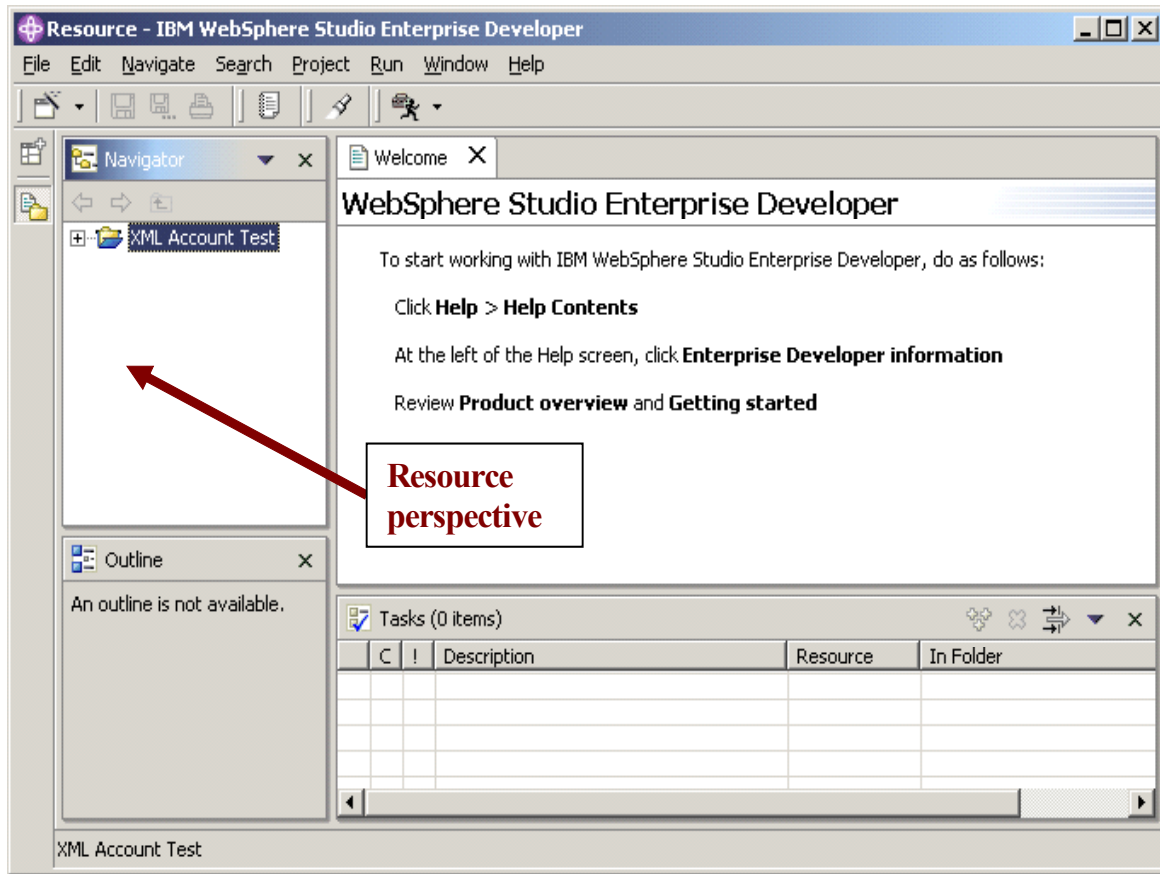 Resource - IBM WebSphere Studio Enterprise Developer
File Edit Navigate Search Project Run Window Help
Navigator
XML Account Test
Welcome
WebSphere Studio Enterprise Developer
To start working with IBM WebSphere Studio Enterprise Developer, do as follows:
Click Help > Help Contents
At the left of the Help screen, click Enterprise Developer information
Review Product overview and Getting started
Resource
perspective
Outline
An outline is not available.
Tasks (0 items)
C ! Description Resource In Folder
XML Account Test